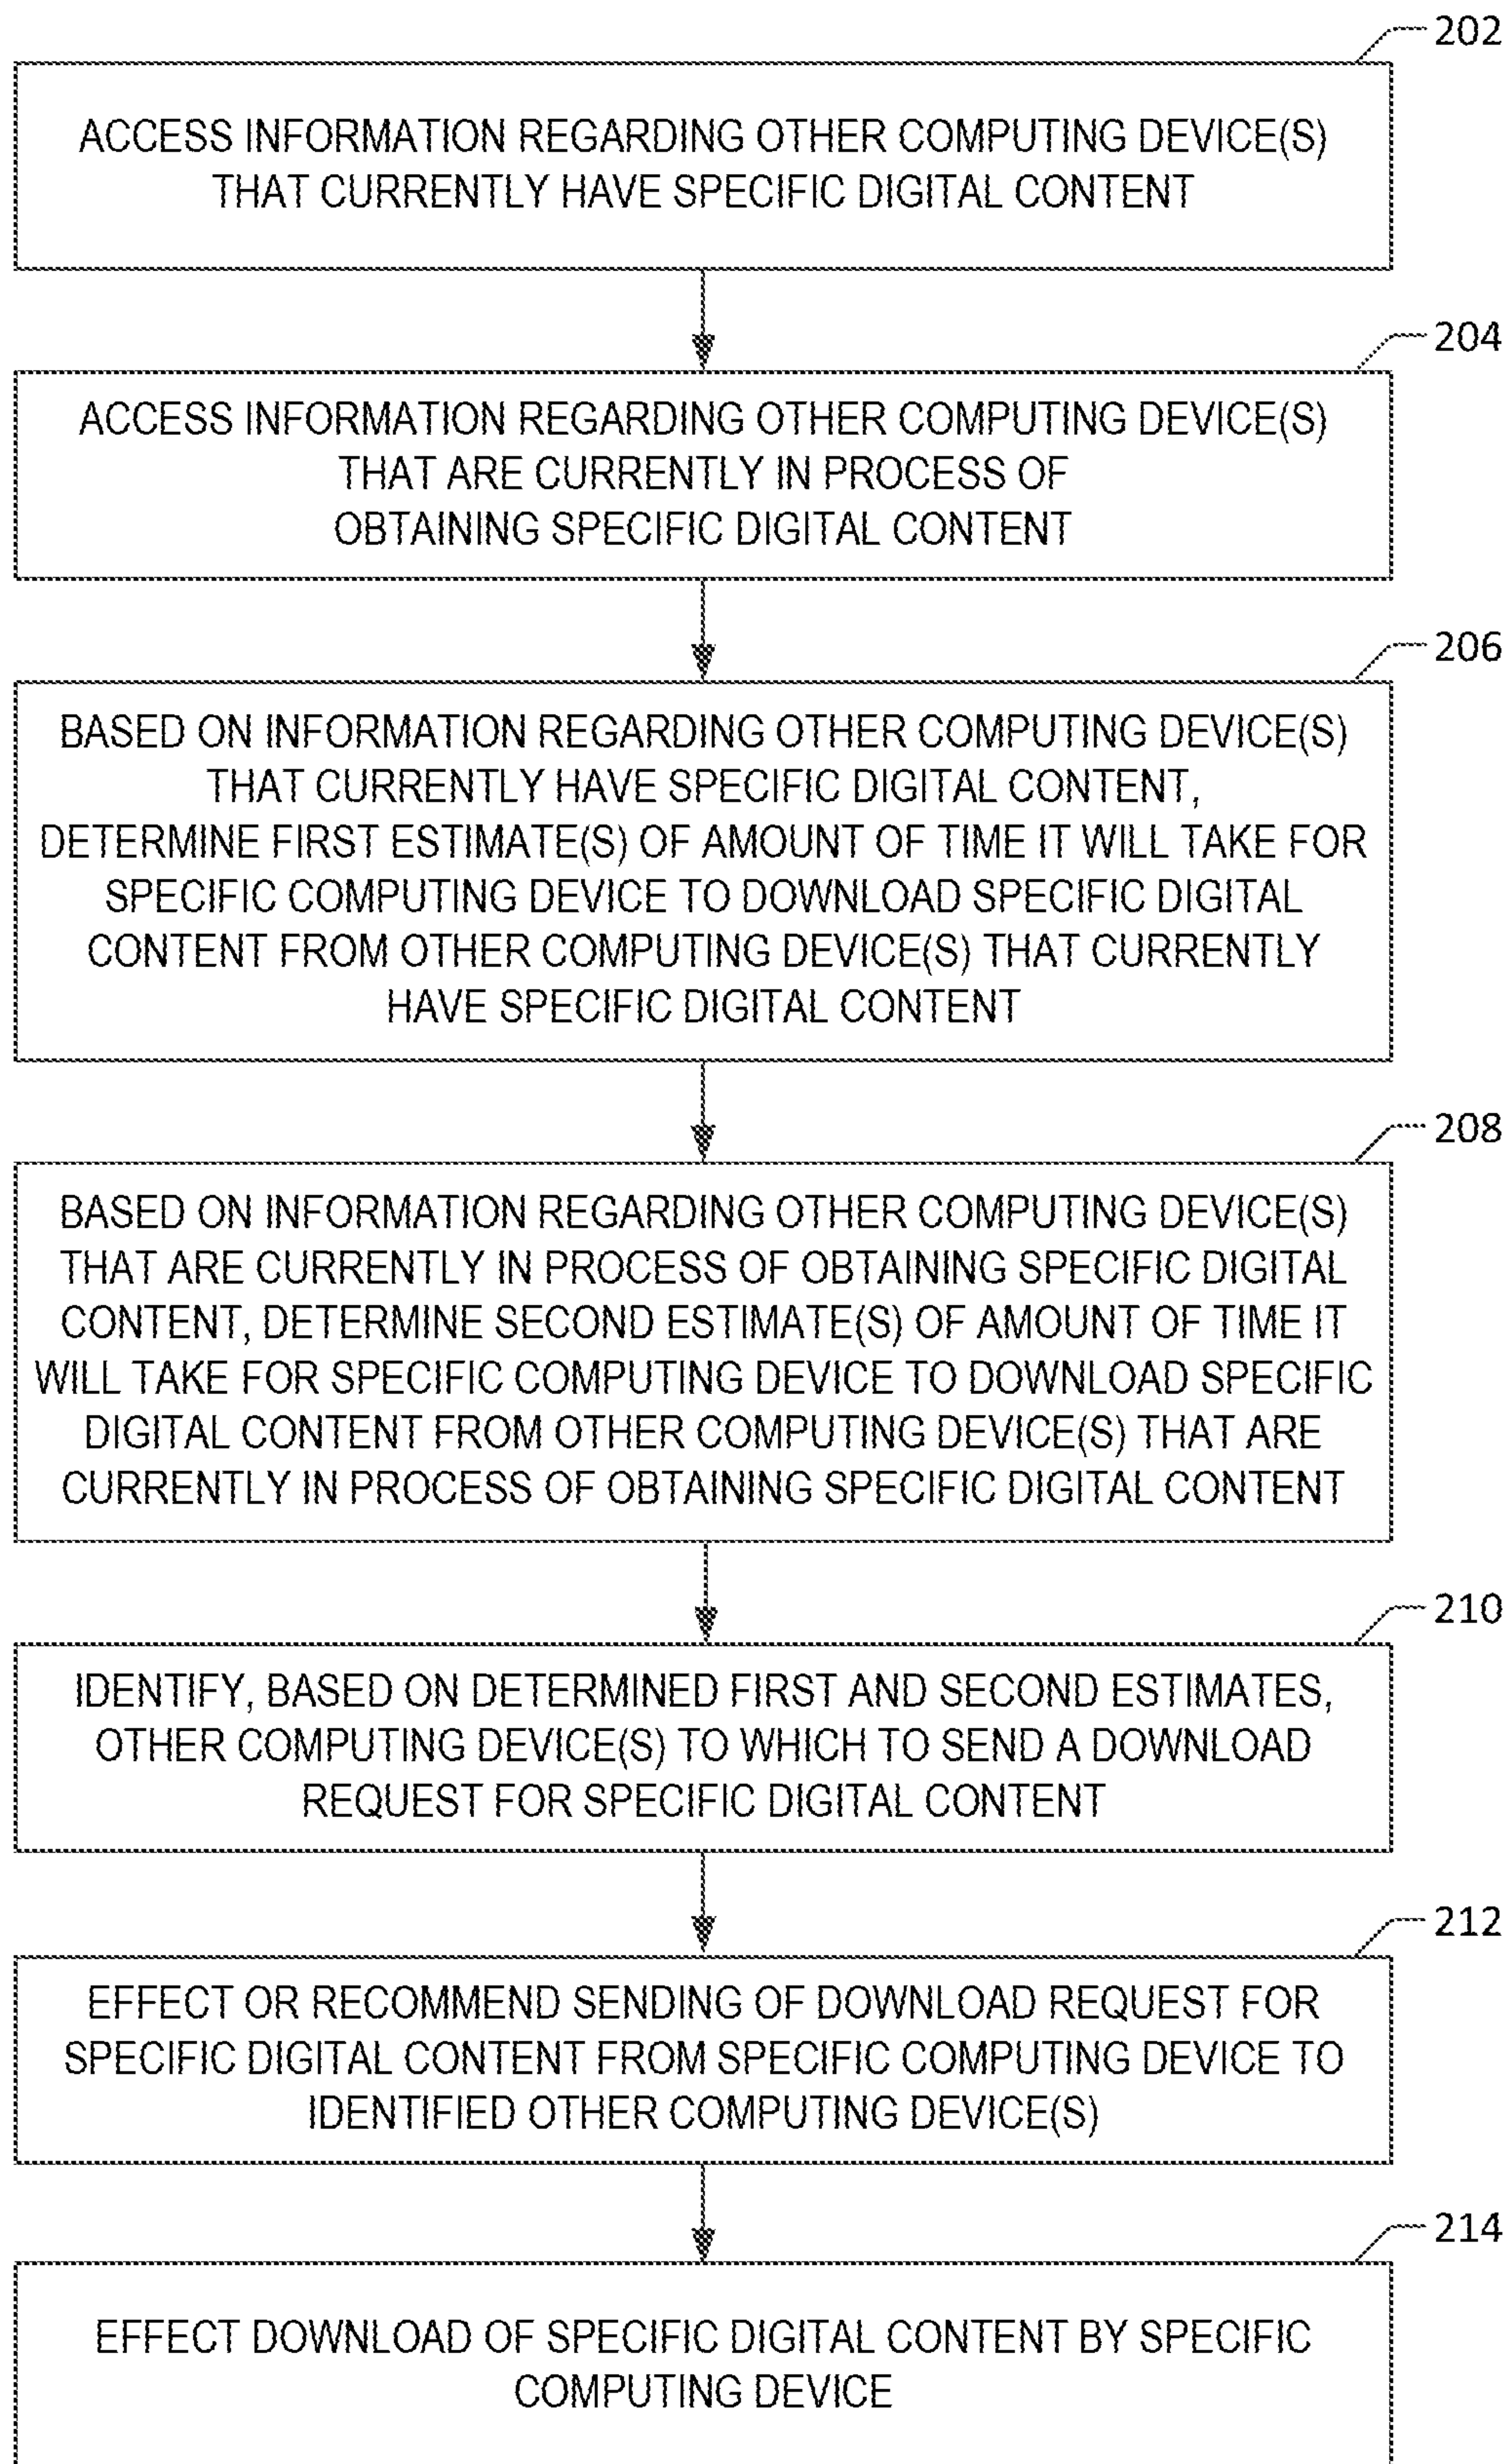 202
ACCESS INFORMATION REGARDING OTHER COMPUTING DEVICE(S)
THAT CURRENTLY HAVE SPECIFIC DIGITAL CONTENT
204
ACCESS INFORMATION REGARDING OTHER COMPUTING DEVICE(S)
THAT ARE CURRENTLY IN PROCESS OF
OBTAINING SPECIFIC DIGITAL CONTENT
206
BASED ON INFORMATION REGARDING OTHER COMPUTING DEVICE(S)
THAT CURRENTLY HAVE SPECIFIC DIGITAL CONTENT,
DETERMINE FIRST ESTIMATE(S) OF AMOUNT OF TIME IT WILL TAKE FOR
SPECIFIC COMPUTING DEVICE TO DOWNLOAD SPECIFIC DIGITAL
CONTENT FROM OTHER COMPUTING DEVICE(S) THAT CURRENTLY
HAVE SPECIFIC DIGITAL CONTENT
208
BASED ON INFORMATION REGARDING OTHER COMPUTING DEVICE(S)
THAT ARE CURRENTLY IN PROCESS OF OBTAINING SPECIFIC DIGITAL
CONTENT, DETERMINE SECOND ESTIMATE(S) OF AMOUNT OF TIME IT
WILL TAKE FOR SPECIFIC COMPUTING DEVICE TO DOWNLOAD SPECIFIC
DIGITAL CONTENT FROM OTHER COMPUTING DEVICE(S) THAT ARE
CURRENTLY IN PROCESS OF OBTAINING SPECIFIC DIGITAL CONTENT
210
IDENTIFY, BASED ON DETERMINED FIRST AND SECOND ESTIMATES,
OTHER COMPUTING DEVICE(S) TO WHICH TO SEND A DOWNLOAD
REQUEST FOR SPECIFIC DIGITAL CONTENT
212
EFFECT OR RECOMMEND SENDING OF DOWNLOAD REQUEST FOR
SPECIFIC DIGITAL CONTENT FROM SPECIFIC COMPUTING DEVICE TO
IDENTIFIED OTHER COMPUTING DEVICE(S)
214
EFFECT DOWNLOAD OF SPECIFIC DIGITAL CONTENT BY SPECIFIC
COMPUTING DEVICE